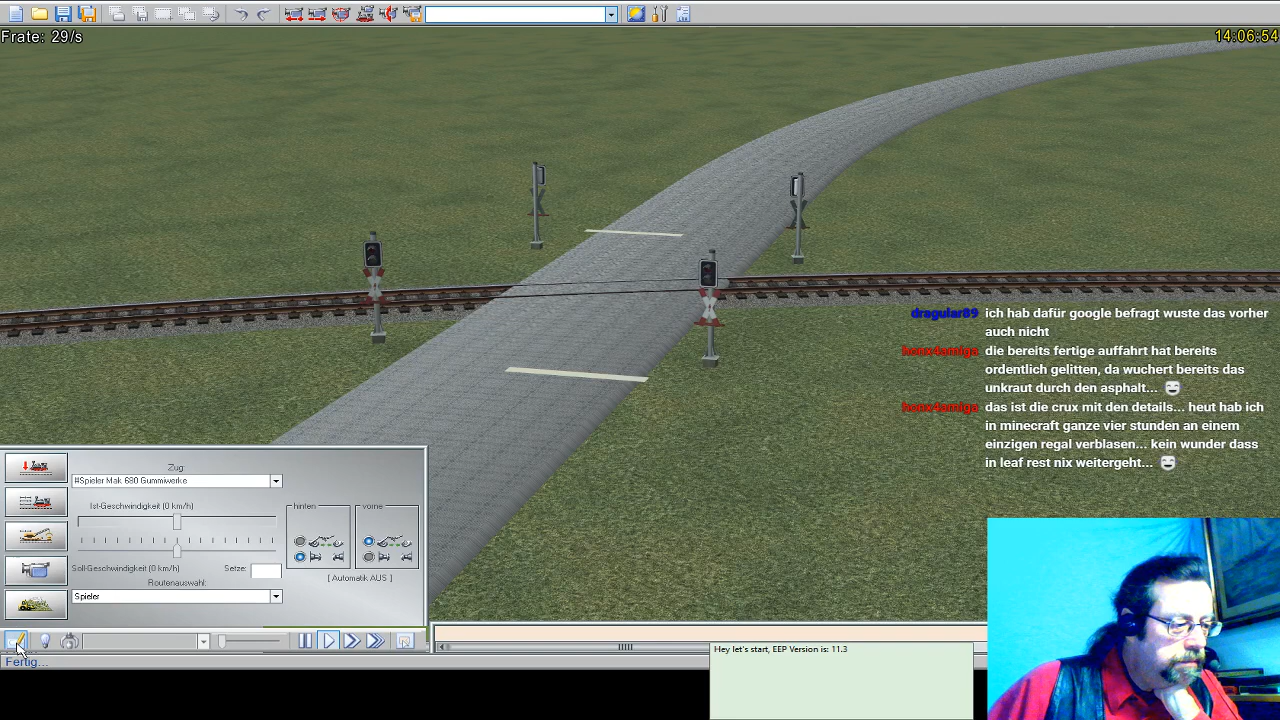 Frate: 29/s
14:06:54
dragular89 ich hab dafür google befragt wuste das vorher
auch nicht
honx4amiga die bereits fertige auffahrt hat bereits
ordentlich gelitten, da wuchert bereits das
unkraut durch den asphalt...
honx4amiga das ist die crux mit den details... heut hab ich
in minecraft ganze vier stunden an einem
einzigen regal verblasen... kein wunder dass
in leaf rest nix weitergeht...
Zug:
#Spieler Mak 680 Gummiwerke
Ist-Geschwindigkeit (0 km/h)
hinten
vorne
Soll-Geschwindigkeit (0 km/h)
Setze:
[ Automatik AUS ]
Routenauswahl:
Spieler
Hey let's start, EEP Version is: 11.3
Fertig...